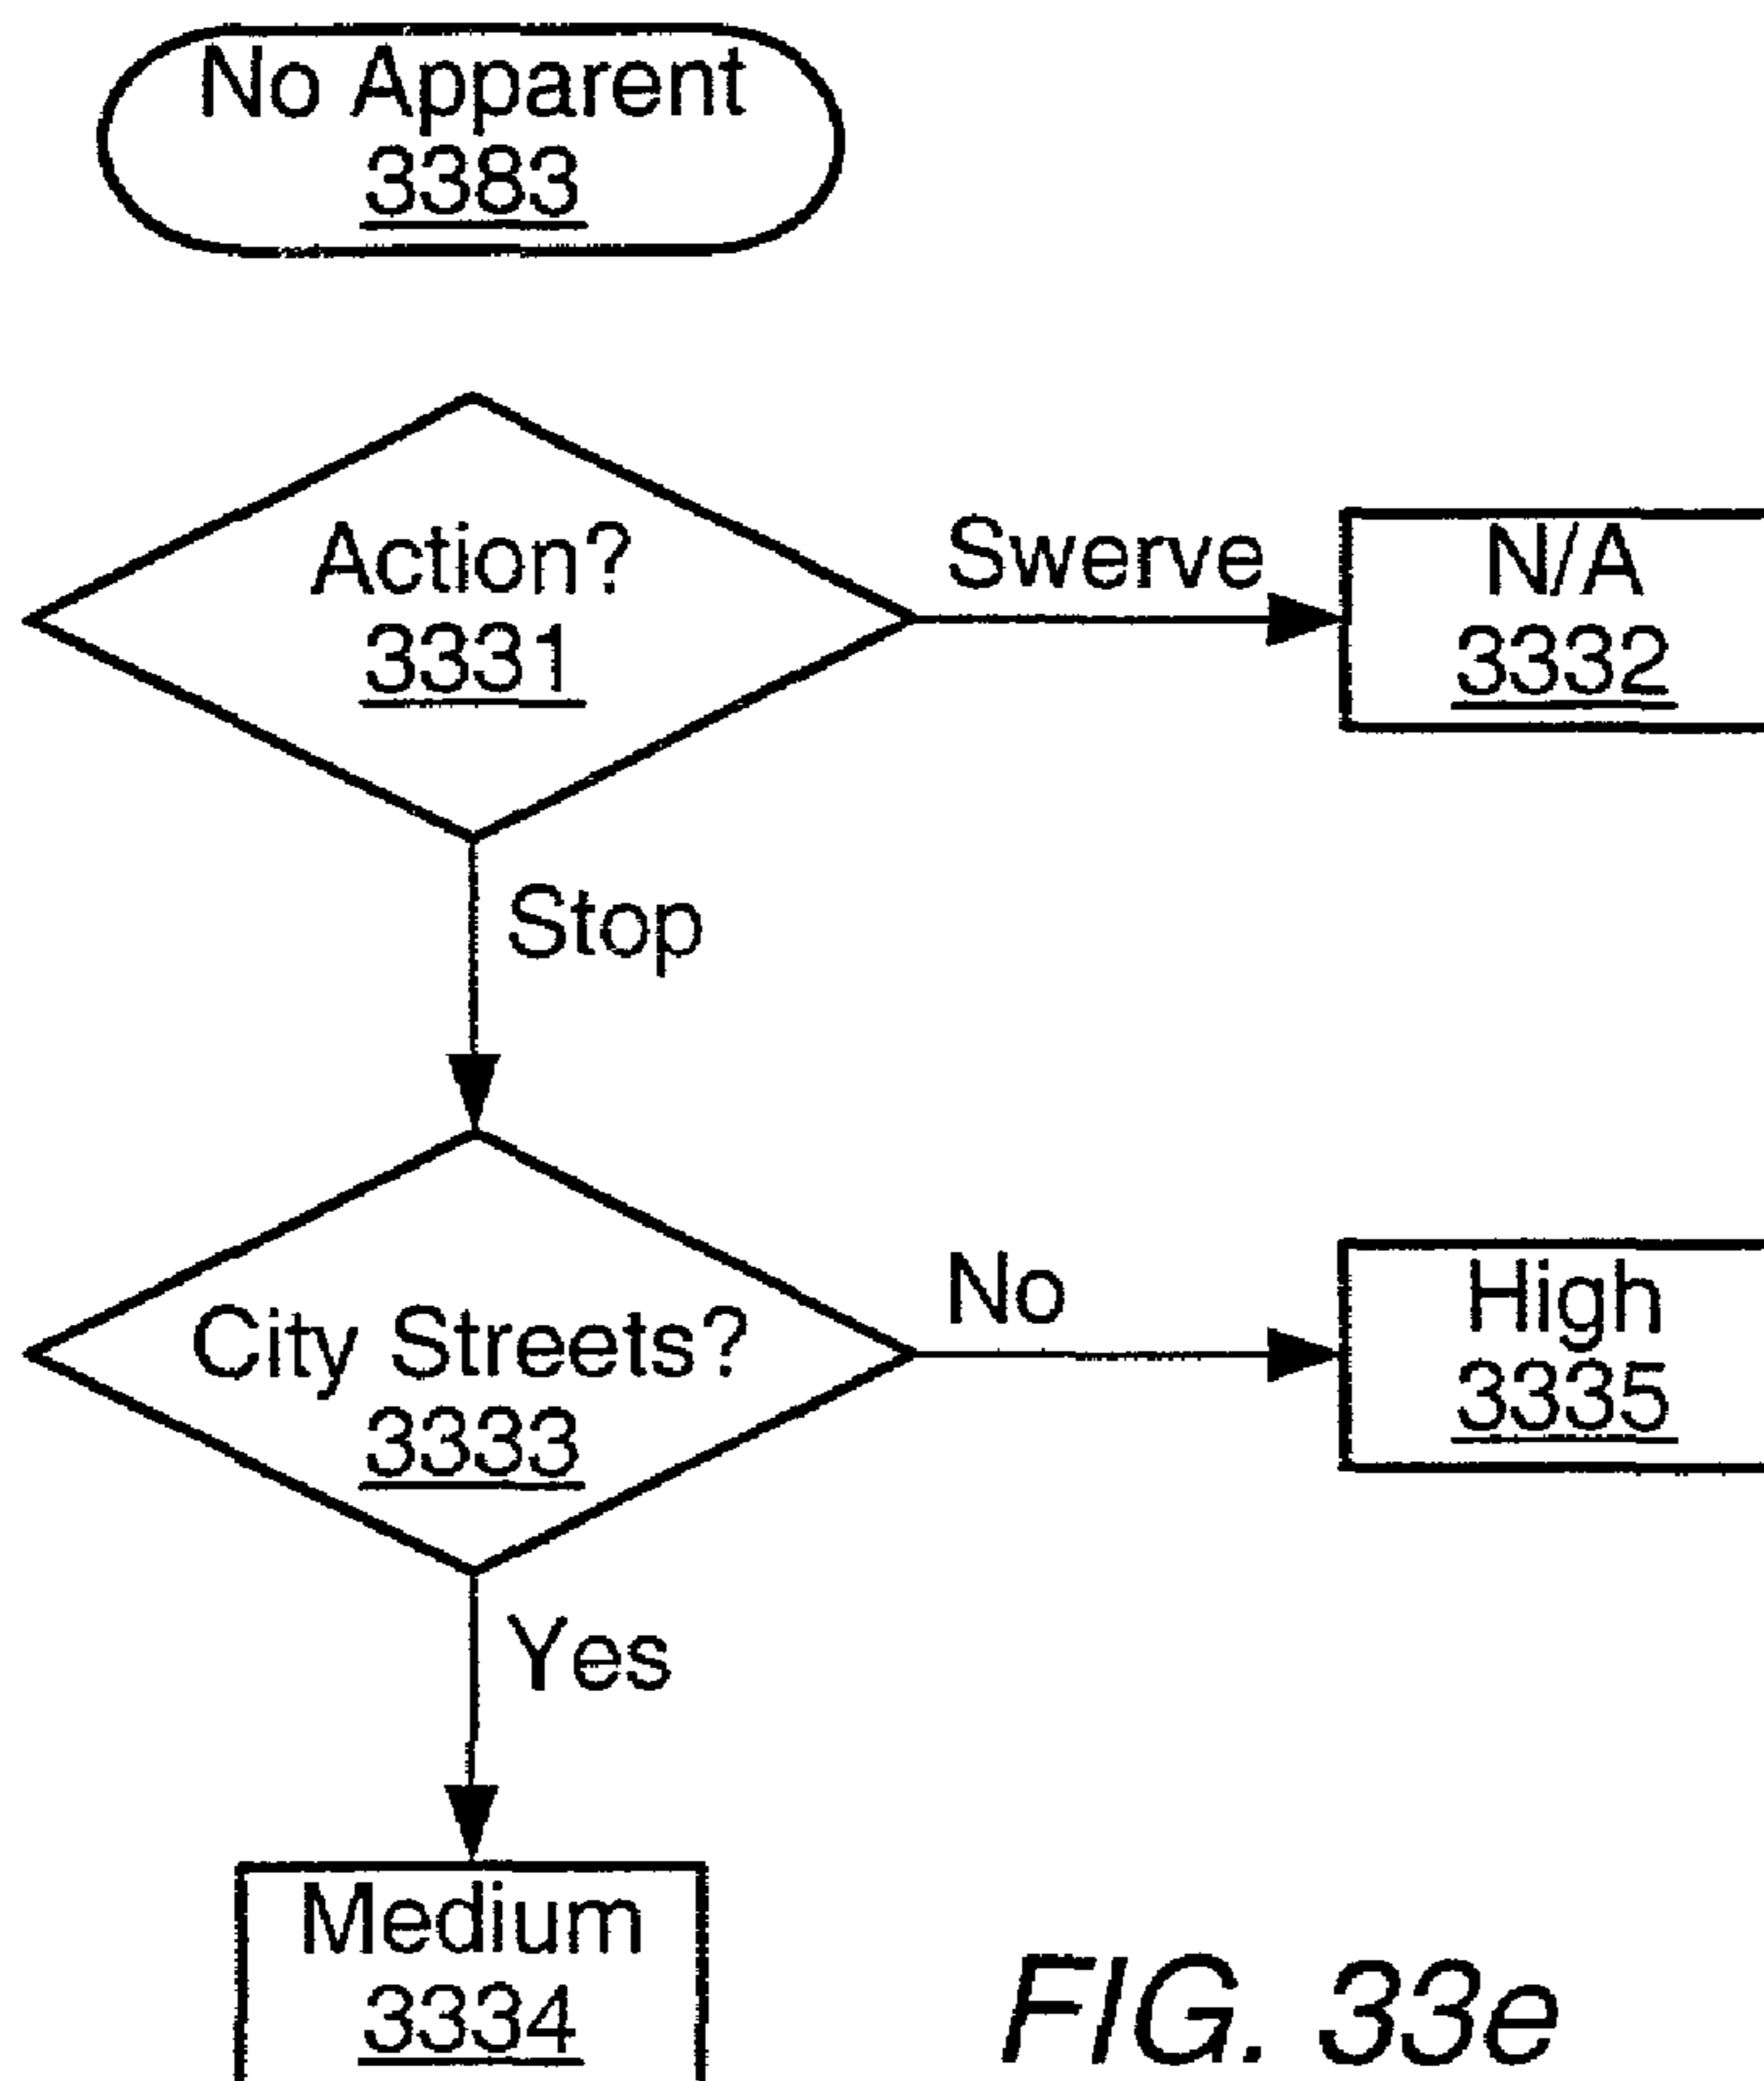 No Apparent
3383
Action?
3331
Swerve
N/A
3332
Stop
City Streets?
3333
No
High
3335
Yes
Medium
3334
FIG. 33e